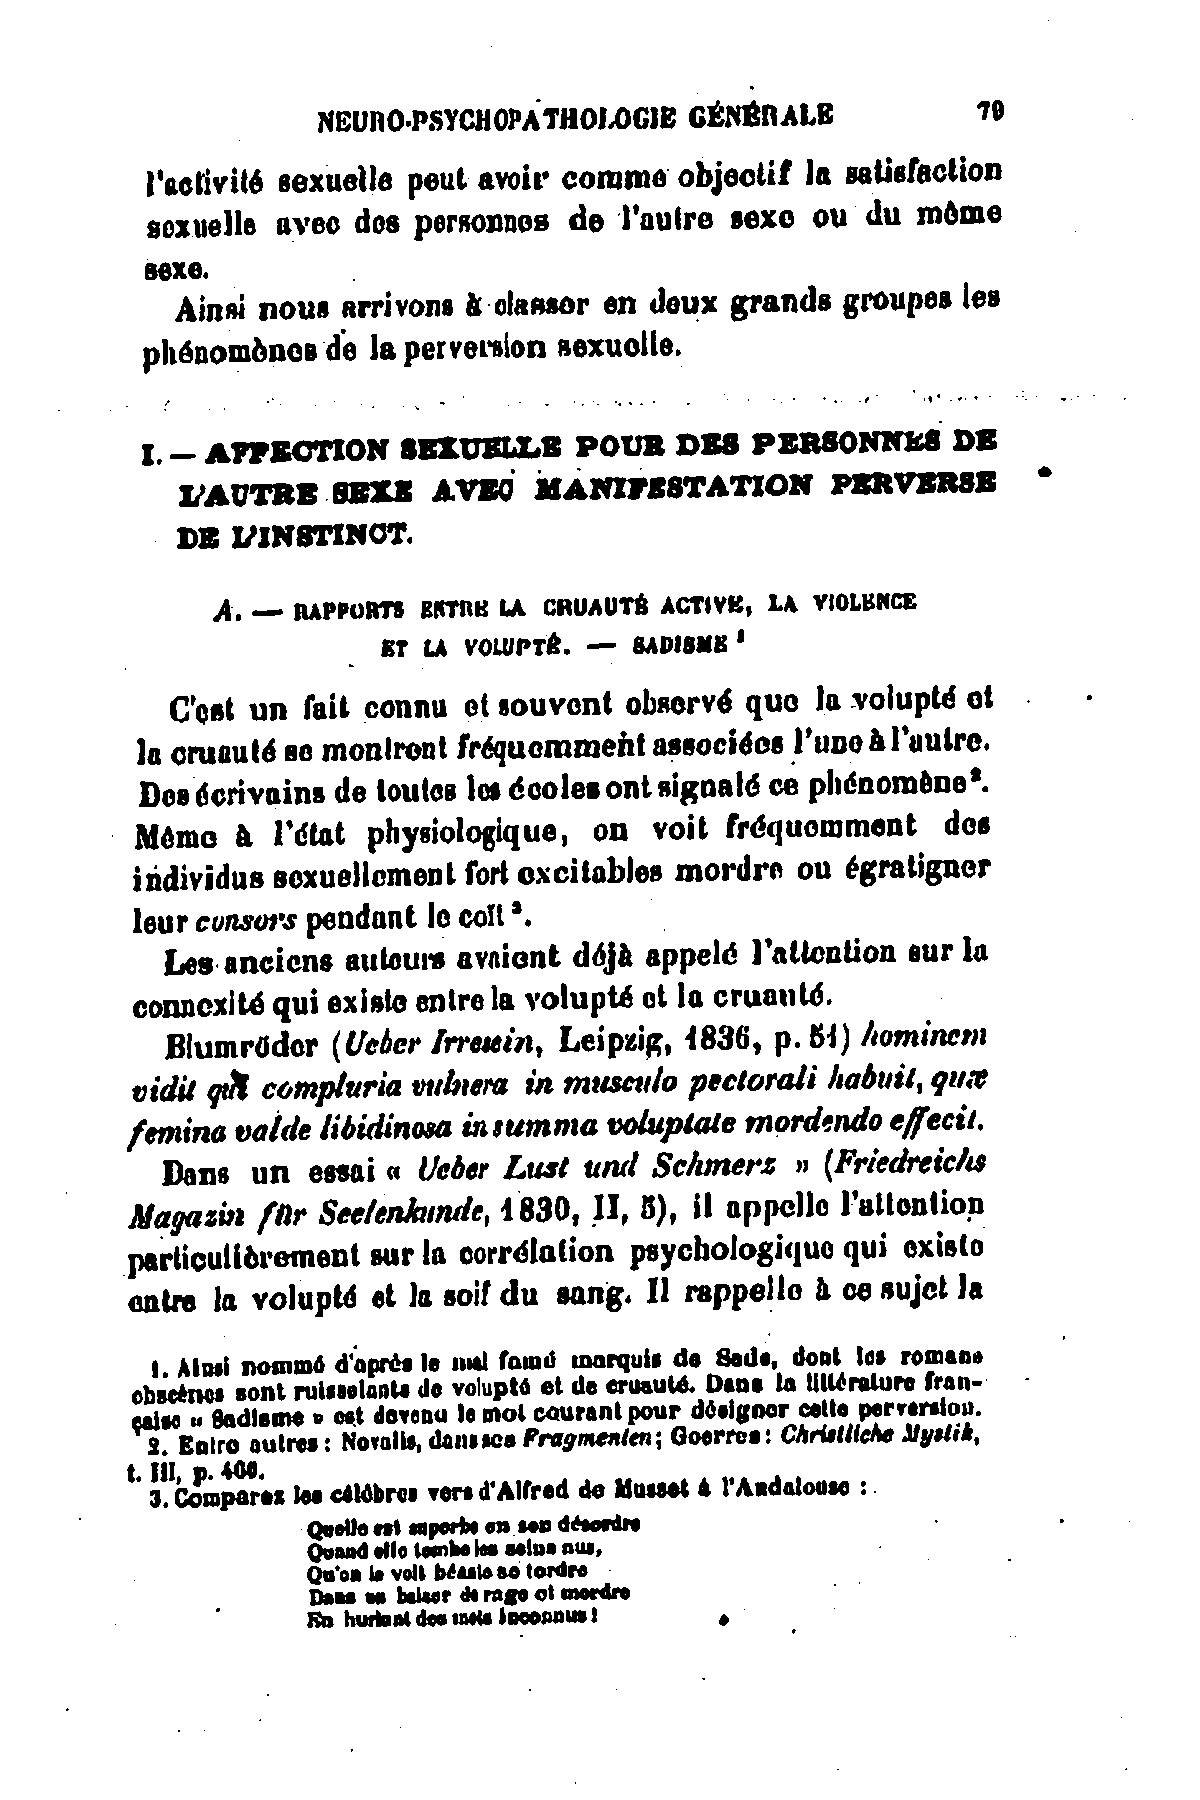 NEURO-PSYCHOPATHOLOGIE GÉNÉRALE 79
l'activité sexuelle peut avoir comme objectif la satisfaction
sexuelle avec des personnes de l'autre sexe ou du même
sexe.
Ainsi nous arrivons à classer en deux grands groupes les
phénomènes de la perversion sexuelle.
I. — AFFECTION SEXUELLE POUR DES PERSONNES DE
L'AUTRE SEXE AVEC MANIFESTATION PERVERSE
DE L'INSTINCT.
A. — RAPPORTS ENTRE LA CRUAUTÉ ACTIVE, LA VIOLENCE
ET LA VOLUPTÉ. — SADISME 1
C'est un fait connu et souvent observé que la volupté et
la cruauté se montrent fréquemment associées l'une à l'autre.
Des écrivains de toutes les écoles ont signalé ce phénomène 2.
Même à l'état physiologique, on voit fréquemment des
individus sexuellement fort excitables mordre ou égratigner
leur consors pendant le coït 3.
Les anciens auteurs avaient déjà appelé l'attention sur la
connexité qui existe entre la volupté et la cruauté.
Blumröder (Ueber Irresein, Leipzig, 1836, p. 51) hominem
vidit qui compluria vulnera in musculo pectorali habuit, quæ
femina valde libidinosa in summa voluptate mordendo effecit.
Dans un essai « Ueber Lust und Schmerz » (Friedreichs
Magazin für Seelenkunde, 1830, II, 5), il appelle l'attention
particulièrement sur la corrélation psychologique qui existe
entre la volupté et la soif du sang. Il rappelle à ce sujet la
1. Ainsi nommé d'après le mal famé marquis de Sade, dont les romans
obscènes sont ruisselants de volupté et de cruauté. Dans la littérature fran-
çaise « Sadisme » est devenu le mot courant pour désigner cette perversion.
2. Entre autres : Novalis, dans ses Fragmenten ; Goerres : Christliche Mystik,
t. III, p. 400.
3. Comparez les célèbres vers d'Alfred de Musset à l'Andalouse :
Quelle est superbe en son désordre
Quand elle tombe les seins nus,
Qu'on la voit béante se tordre
Dans un baiser de rage et mordre
En hurlant des mots inconnus !